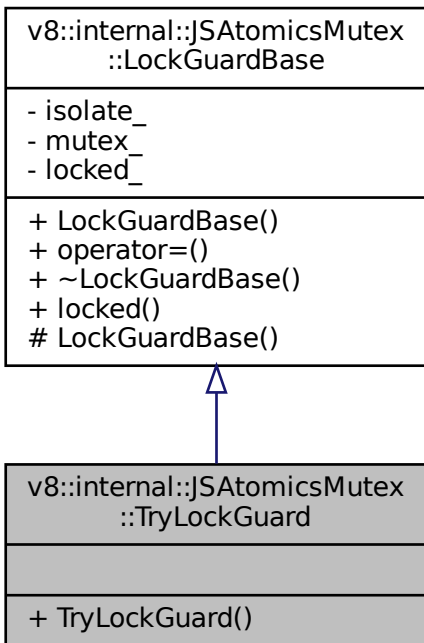 v8::internal::JSAtomicsMutex
::LockGuardBase
- isolate_
- mutex_
- locked_
+ LockGuardBase()
+ operator=()
+ ~LockGuardBase()
+ locked()
# LockGuardBase()
v8::internal::JSAtomicsMutex
::TryLockGuard
+ TryLockGuard()